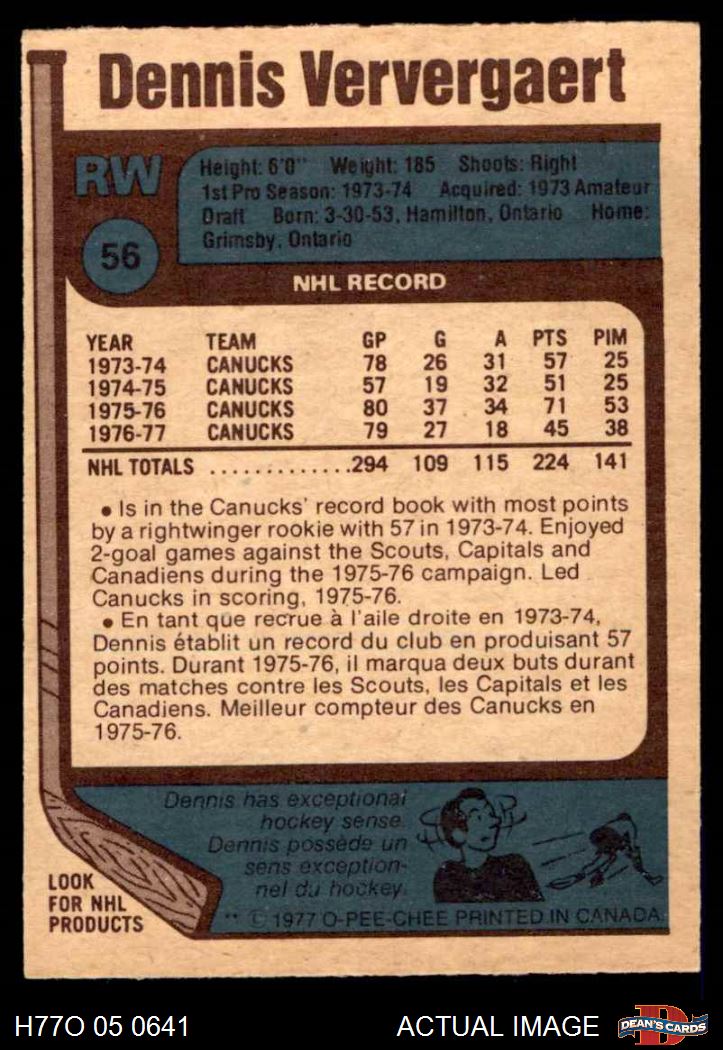 Dennis Ververgaert
RW
Height: 6'0" Weight: 185 Shoots: Right
1st Pro Season: 1973-74 Acquired: 1973 Amateur
Draft Born: 3-30-53, Hamilton, Ontario Home:
Grimsby, Ontario
56
NHL RECORD
YEAR TEAM GP G A PTS PIM
1973-74 CANUCKS 78 26 31 57 25
1974-75 CANUCKS 57 19 32 51 25
1975-76 CANUCKS 80 37 34 71 53
1976-77 CANUCKS 79 27 18 45 38
NHL TOTALS .............294 109 115 224 141
• Is in the Canucks' record book with most points
by a rightwinger rookie with 57 in 1973-74. Enjoyed
2-goal games against the Scouts, Capitals and
Canadiens during the 1975-76 campaign. Led
Canucks in scoring, 1975-76.
• En tant que recrue à l'aile droite en 1973-74,
Dennis établit un record du club en produisant 57
points. Durant 1975-76, il marqua deux buts durant
des matches contre les Scouts, les Capitals et les
Canadiens. Meilleur compteur des Canucks en
1975-76.
Dennis has exceptional
hockey sense.
Dennis possède un
sens exception-
nel du hockey.
LOOK
FOR NHL
PRODUCTS
** © 1977 O-PEE-CHEE PRINTED IN CANADA
H77O 05 0641 ACTUAL IMAGE
D
DEAN'S CARDS